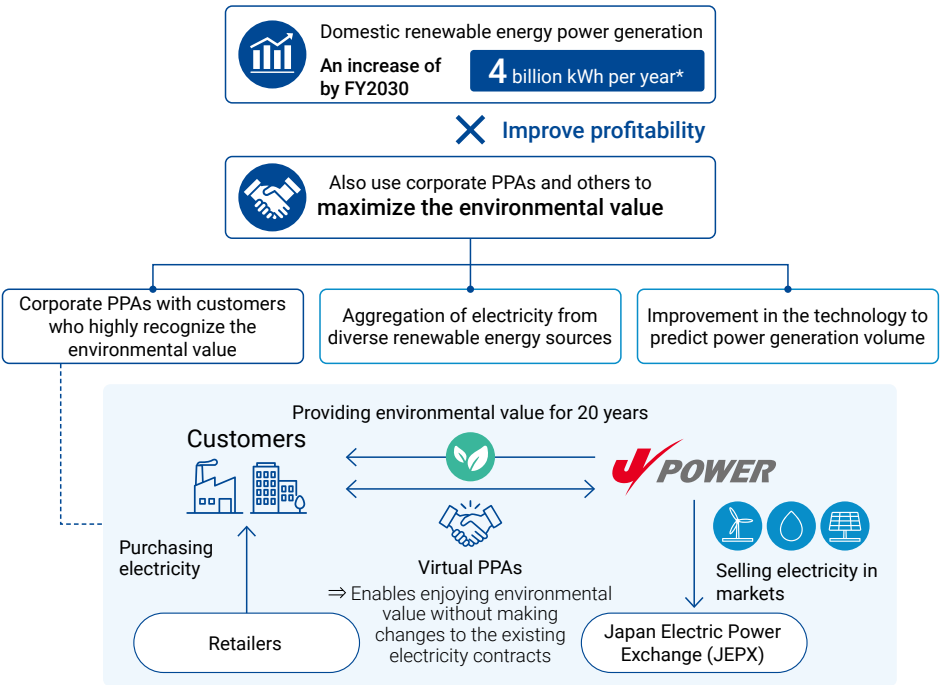 Domestic renewable energy power generation
An increase of
by FY2030
4 billion kWh per year*
Improve profitability
Also use corporate PPAs and others to
maximize the environmental value
Corporate PPAs with customers
who highly recognize the
environmental value
Aggregation of electricity from
diverse renewable energy sources
Improvement in the technology to
predict power generation volume
Providing environmental value for 20 years
Customers
J POWER
Purchasing
electricity
Virtual PPAs
⇒ Enables enjoying environmental
value without making
changes to the existing
electricity contracts
Selling electricity in
markets
Retailers
Japan Electric Power
Exchange (JEPX)